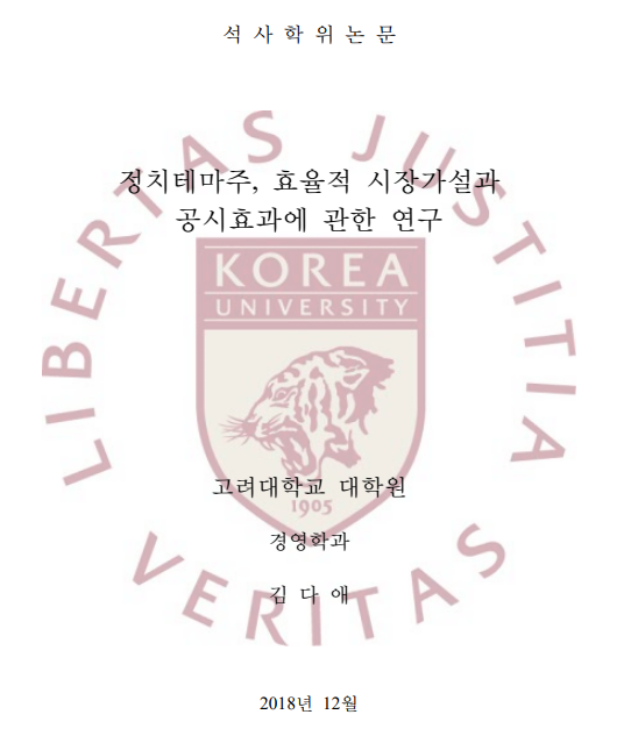 석 사 학 위 논 문
정치테마주, 효율적 시장가설과
공시효과에 관한 연구
LIBERTAS JUSTITIA VERITAS
KOREA
UNIVERSITY
고려대학교 대학원
1905
경영학과
김 다 애
2018년 12월